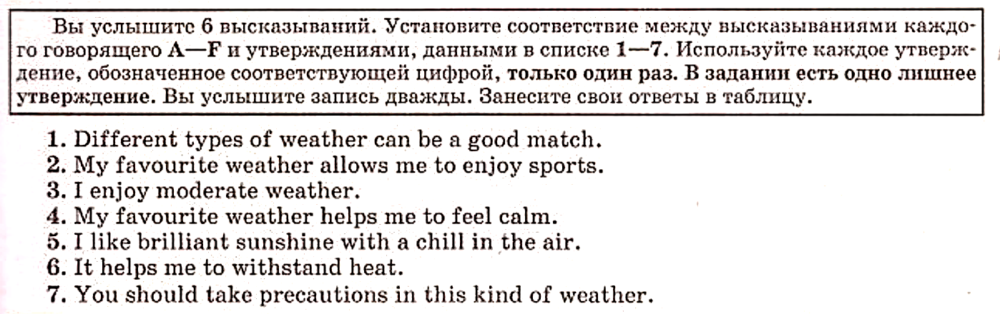 Вы услышите 6 высказываний. Установите соответствие между высказываниями каждо-
го говорящего A—F и утверждениями, данными в списке 1—7. Используйте каждое утверж-
дение, обозначенное соответствующей цифрой, только один раз. В задании есть одно лишнее
утверждение. Вы услышите запись дважды. Занесите свои ответы в таблицу.
1. Different types of weather can be a good match.
2. My favourite weather allows me to enjoy sports.
3. I enjoy moderate weather.
4. My favourite weather helps me to feel calm.
5. I like brilliant sunshine with a chill in the air.
6. It helps me to withstand heat.
7. You should take precautions in this kind of weather.